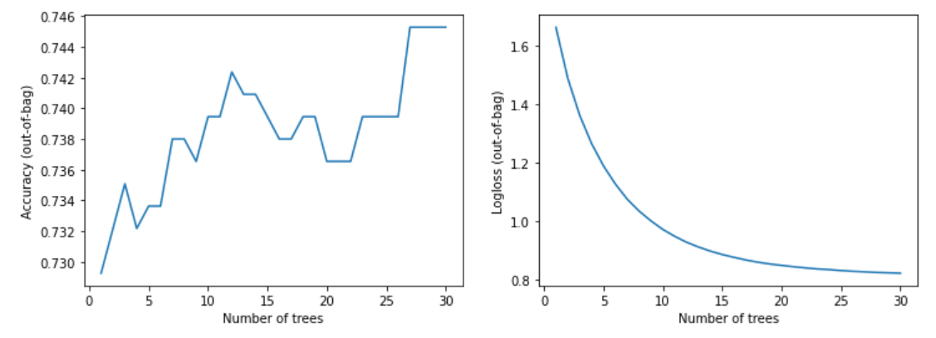 0.746
0.744
0.742
0.740
0.738
0.736
0.734
0.732
0.730
Accuracy (out-of-bag)
0 5 10 15 20 25 30
Number of trees
1.6
1.4
1.2
1.0
0.8
Logloss (out-of-bag)
0 5 10 15 20 25 30
Number of trees